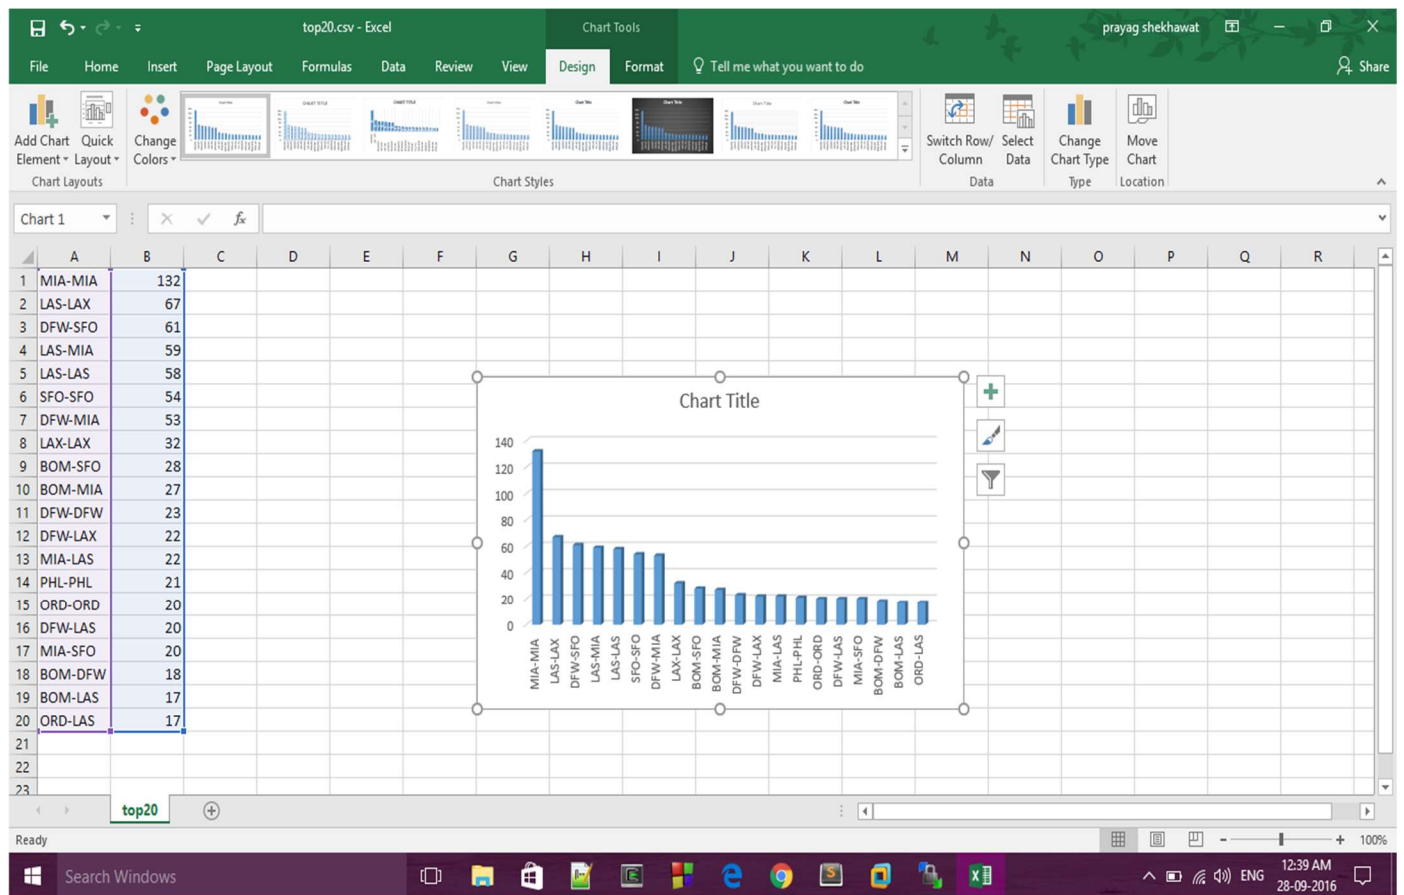 top20.csv - Excel
Chart Tools
prayag shekhawat
File Home Insert Page Layout Formulas Data Review View Design Format Tell me what you want to do Share
Add Chart Element
Quick Layout
Change Colors
Switch Row/ Column
Select Data
Change Chart Type
Move Chart
Chart Layouts Chart Styles Data Type Location
Chart 1 fx
A B C D E F G H I J K L M N O P Q R
1 MIA-MIA 132
2 LAS-LAX 67
3 DFW-SFO 61
4 LAS-MIA 59
5 LAS-LAS 58
6 SFO-SFO 54
7 DFW-MIA 53
8 LAX-LAX 32
9 BOM-SFO 28
10 BOM-MIA 27
11 DFW-DFW 23
12 DFW-LAX 22
13 MIA-LAS 22
14 PHL-PHL 21
15 ORD-ORD 20
16 DFW-LAS 20
17 MIA-SFO 20
18 BOM-DFW 18
19 BOM-LAS 17
20 ORD-LAS 17
21
22
23
Chart Title
140
120
100
80
60
40
20
0
MIA-MIA
LAS-LAX
DFW-SFO
LAS-MIA
LAS-LAS
SFO-SFO
DFW-MIA
LAX-LAX
BOM-SFO
BOM-MIA
DFW-DFW
DFW-LAX
MIA-LAS
PHL-PHL
ORD-ORD
DFW-LAS
MIA-SFO
BOM-DFW
BOM-LAS
ORD-LAS
top20
Ready 100%
Search Windows ENG 12:39 AM
28-09-2016